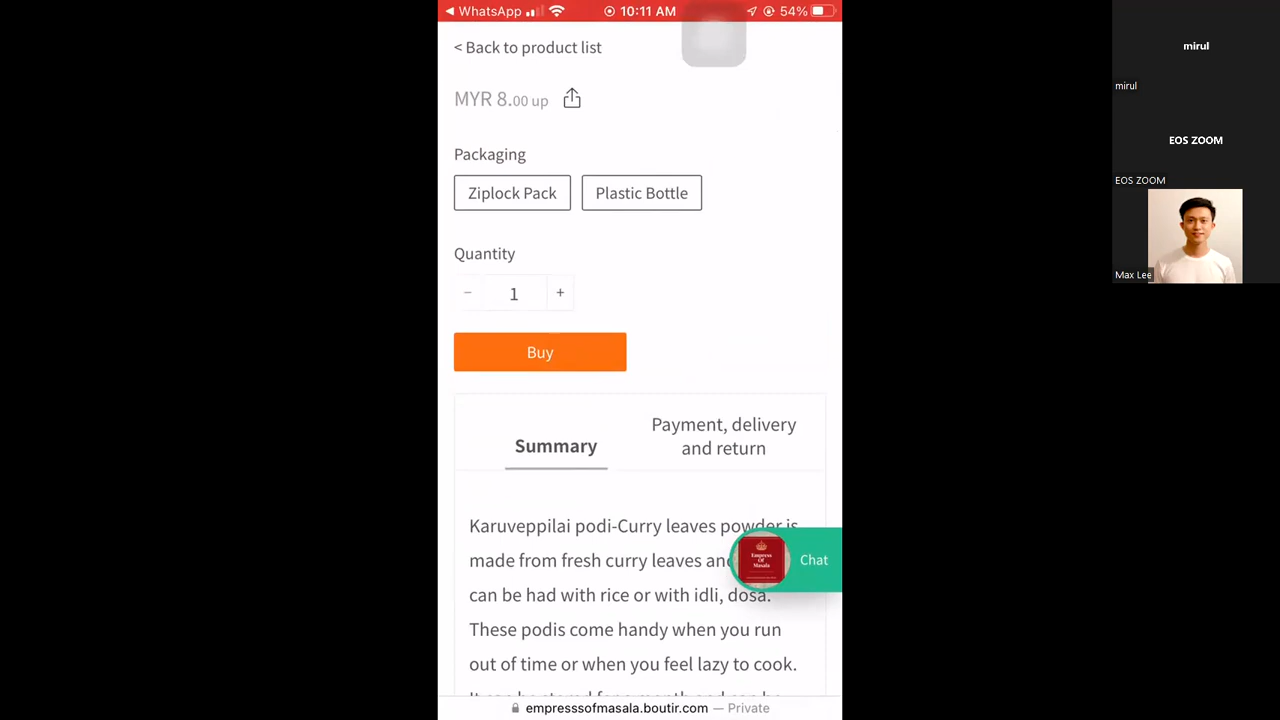 WhatsApp 10:11 AM 54%
< Back to product list
MYR 8.00 up
Packaging
Ziplock Pack Plastic Bottle
Quantity
− 1 +
Buy
Summary
Payment, delivery
and return
Karuveppilai podi-Curry leaves powder is
made from fresh curry leaves and
can be had with rice or with idli, dosa.
These podis come handy when you run
out of time or when you feel lazy to cook.
Empress
Of
Masala
Chat
empresssofmasala.boutir.com — Private
mirul
mirul
EOS ZOOM
EOS ZOOM
Max Lee